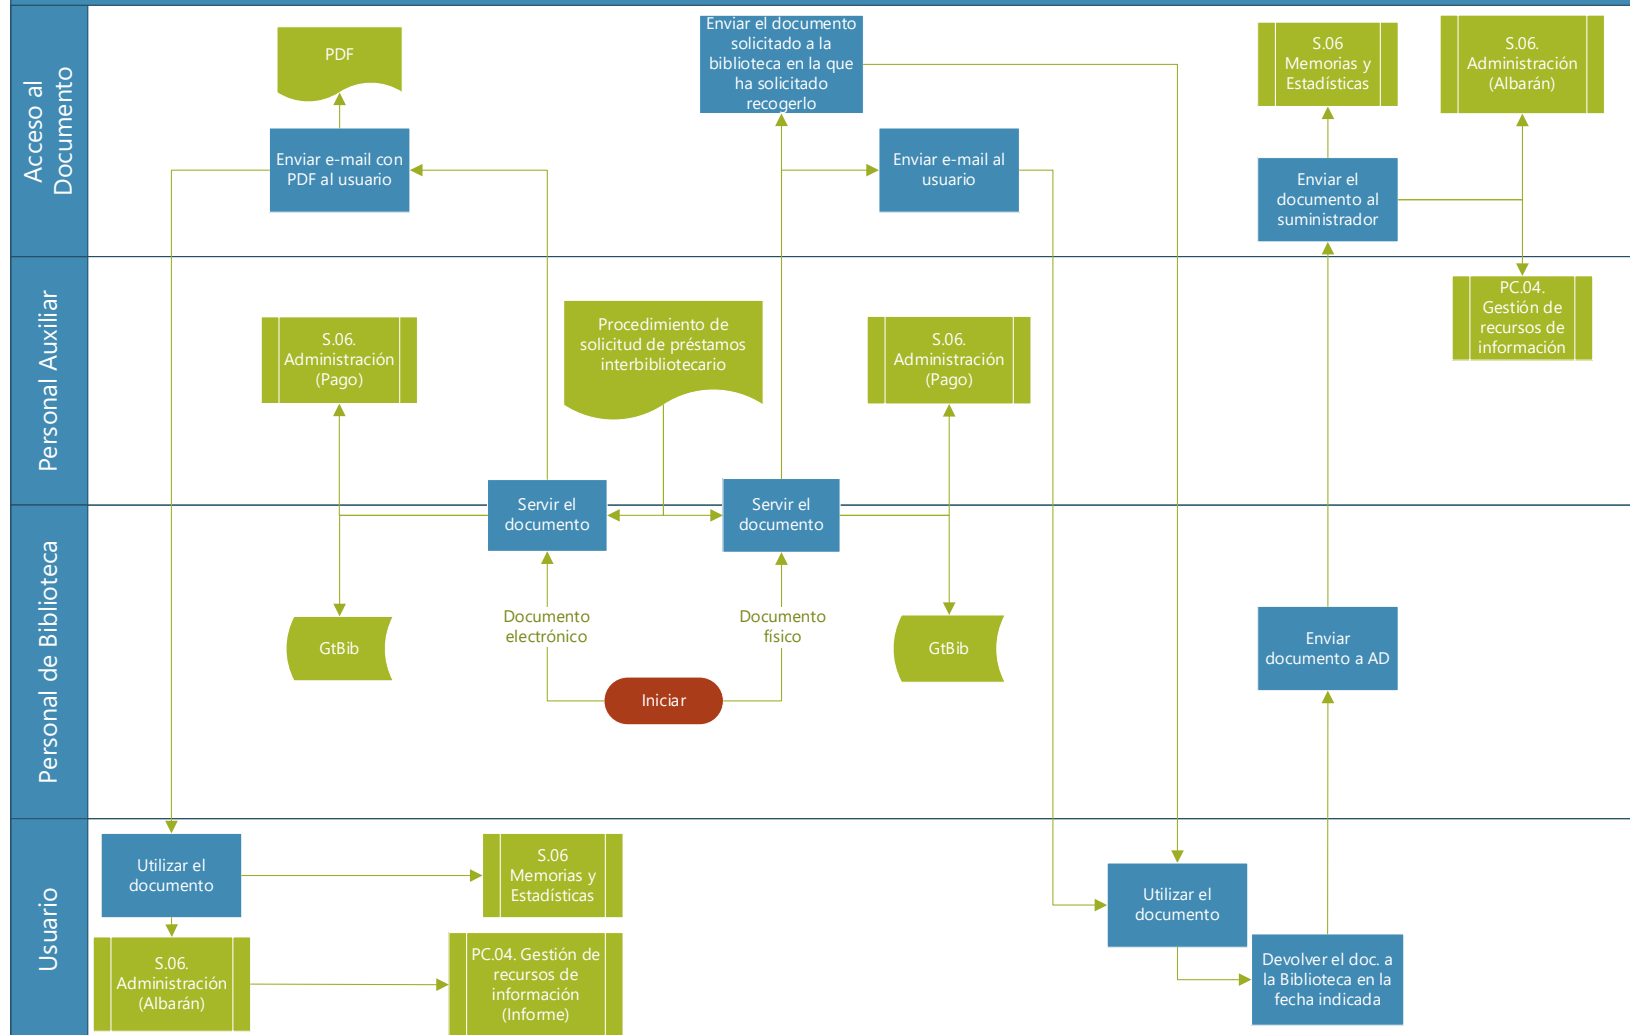 Acceso al
Documento
PDF
Enviar e-mail con
PDF al usuario
Enviar el documento
solicitado a la
biblioteca en la que
ha solicitado
recogerlo
Enviar e-mail al
usuario
S.06
Memorias y
Estadísticas
S.06.
Administración
(Albarán)
Enviar el
documento al
suministrador
Personal Auxiliar
S.06.
Administración
(Pago)
Procedimiento de
solicitud de préstamos
interbibliotecario
S.06.
Administración
(Pago)
PC.04.
Gestión de
recursos de
información
Servir el
documento
Servir el
documento
Personal de Biblioteca
Documento
electrónico
Documento
físico
GtBib
GtBib
Iniciar
Enviar
documento a AD
Usuario
Utilizar el
documento
S.06
Memorias y
Estadísticas
S.06.
Administración
(Albarán)
PC.04. Gestión de
recursos de
información
(Informe)
Utilizar el
documento
Devolver el doc. a
la Biblioteca en la
fecha indicada